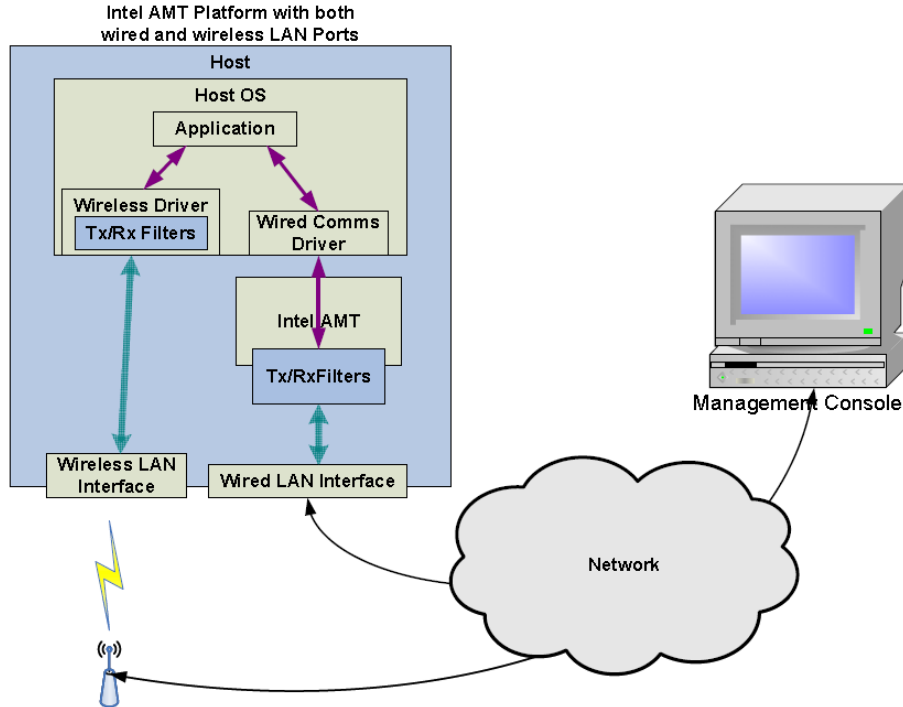 Intel AMT Platform with both
wired and wireless LAN Ports
Host
Host OS
Application
Wireless Driver
Tx/Rx Filters
Wired Comms
Driver
Intel AMT
Tx/RxFilters
Management Console
Wireless LAN
Interface
Wired LAN Interface
Network